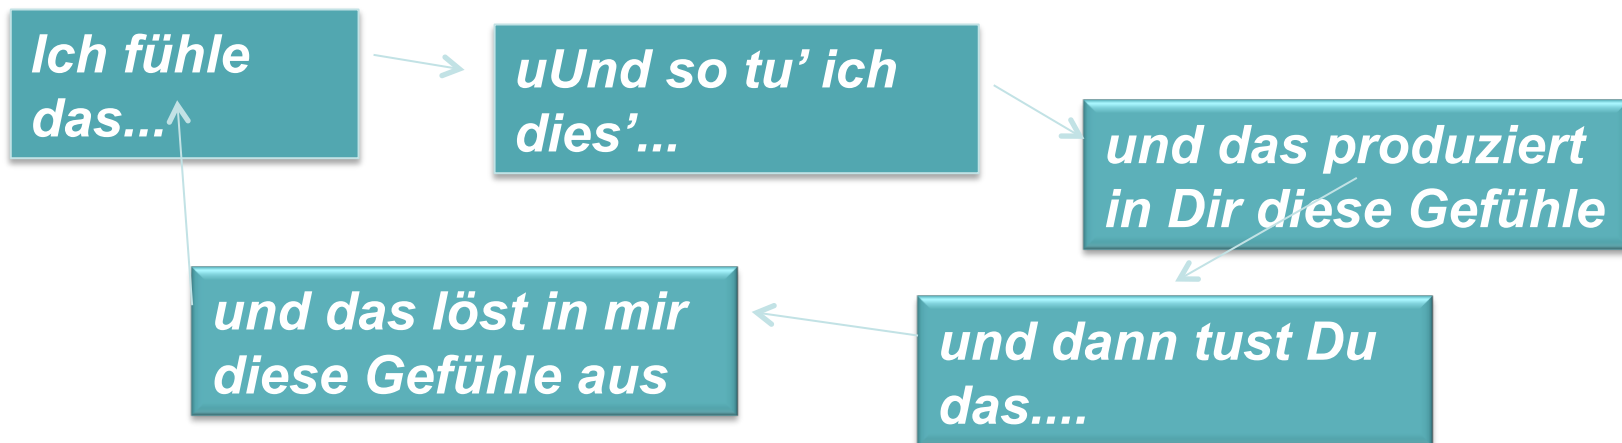 Ich fühle
das...
uUnd so tu’ ich
dies’...
und das produziert
in Dir diese Gefühle
und dann tust Du
das....
und das löst in mir
diese Gefühle aus